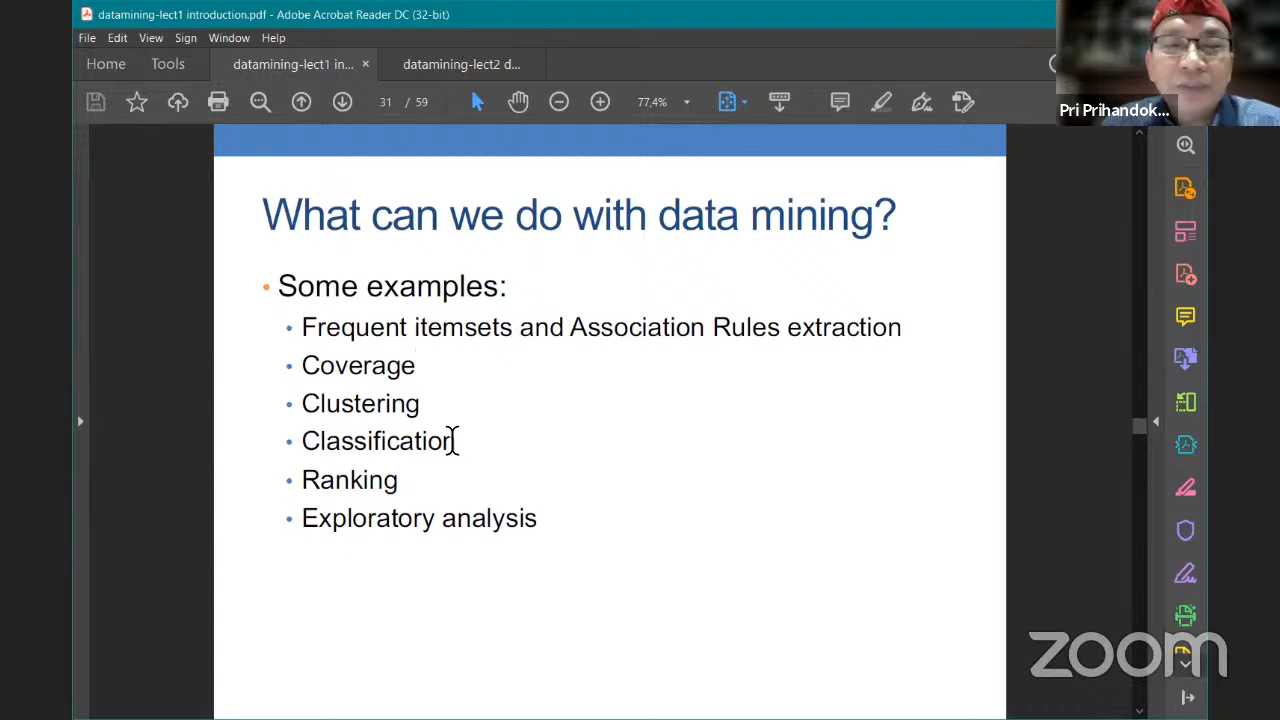 datamining-lect1 introduction.pdf - Adobe Acrobat Reader DC (32-bit)
File Edit View Sign Window Help
Home Tools datamining-lect1 in... × datamining-lect2 d...
31 / 59 77,4%
Pri Prihandok...
What can we do with data mining?
• Some examples:
• Frequent itemsets and Association Rules extraction
• Coverage
• Clustering
• Classification
• Ranking
• Exploratory analysis
zoom